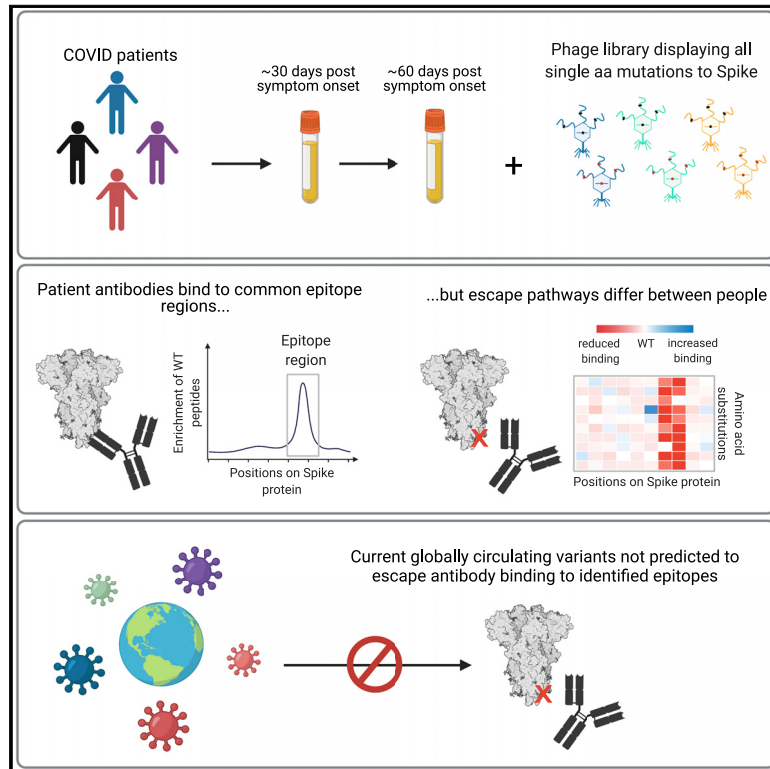 COVID patients
~30 days post
symptom onset
~60 days post
symptom onset
Phage library displaying all
single aa mutations to Spike
+
Patient antibodies bind to common epitope
regions...
Enrichment of WT
peptides
Epitope
region
Positions on Spike
protein
...but escape pathways differ between people
reduced
binding
WT
increased
binding
Amino acid
substitutions
Positions on Spike protein
Current globally circulating variants not predicted to
escape antibody binding to identified epitopes